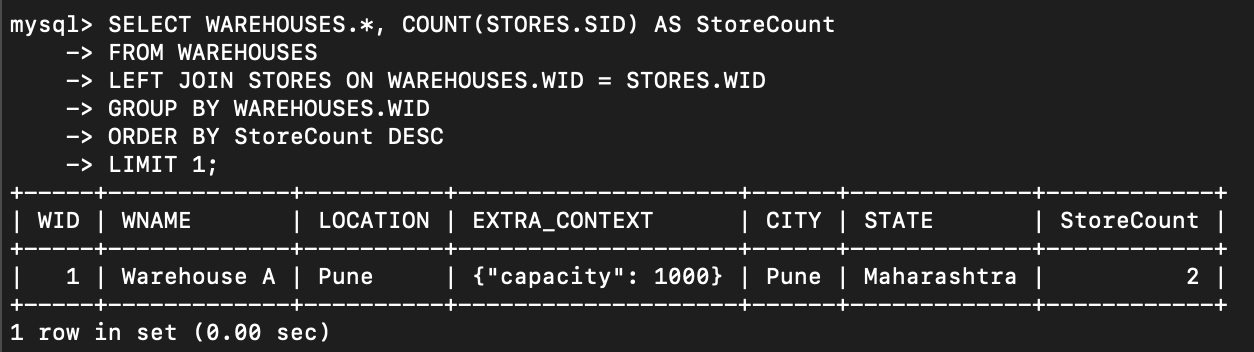 mysql> SELECT WAREHOUSES.*, COUNT(STORES.SID) AS StoreCount
    -> FROM WAREHOUSES
    -> LEFT JOIN STORES ON WAREHOUSES.WID = STORES.WID
    -> GROUP BY WAREHOUSES.WID
    -> ORDER BY StoreCount DESC
    -> LIMIT 1;
+-----+-------------+----------+--------------------+------+-------------+------------+
| WID | WNAME       | LOCATION | EXTRA_CONTEXT      | CITY | STATE       | StoreCount |
+-----+-------------+----------+--------------------+------+-------------+------------+
|   1 | Warehouse A | Pune     | {"capacity": 1000} | Pune | Maharashtra |          2 |
+-----+-------------+----------+--------------------+------+-------------+------------+
1 row in set (0.00 sec)